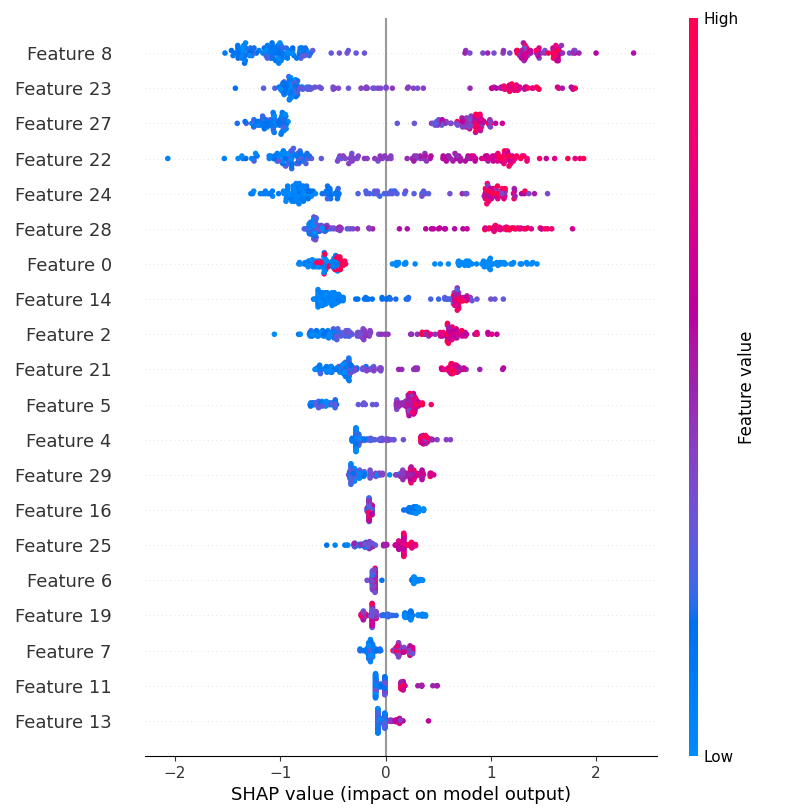 High
Feature 8
Feature 23
Feature 27
Feature 22
Feature 24
Feature 28
Feature 0
Feature 14
Feature 2
Feature 21
Feature 5
Feature 4
Feature 29
Feature 16
Feature 25
Feature 6
Feature 19
Feature 7
Feature 11
Feature 13
Feature value
Low
−2 −1 0 1 2
SHAP value (impact on model output)